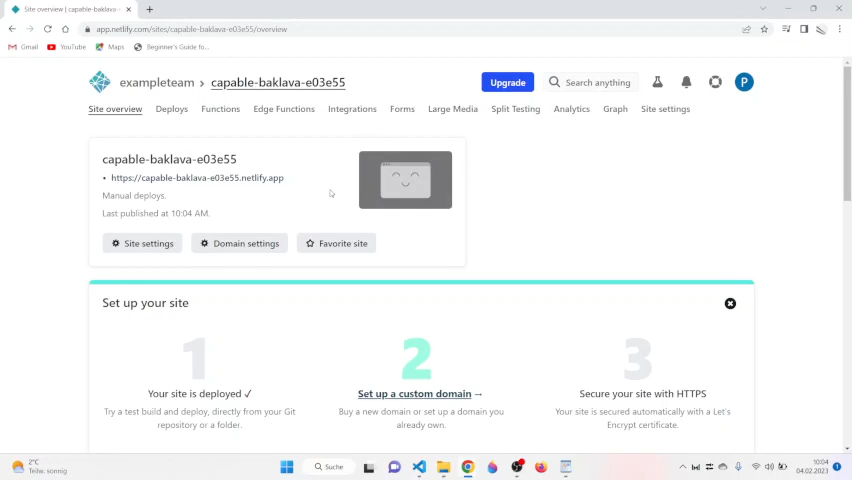 Site overview | capable-baklava-
app.netlify.com/sites/capable-baklava-e03e55/overview
Gmail YouTube Maps Beginner's Guide fo...
exampleteam > capable-baklava-e03e55 Upgrade Search anything P
Site overview Deploys Functions Edge Functions Integrations Forms Large Media Split Testing Analytics Graph Site settings
capable-baklava-e03e55
• https://capable-baklava-e03e55.netlify.app
Manual deploys.
Last published at 10:04 AM.
Site settings Domain settings Favorite site
Set up your site
1 2 3
Your site is deployed ✓ Set up a custom domain → Secure your site with HTTPS
Try a test build and deploy, directly from your Git Buy a new domain or set up a domain you Your site is secured automatically with a Let's
repository or a folder. already own. Encrypt certificate.
2°C Suche 10:04
Teilw. sonnig 04.02.2023